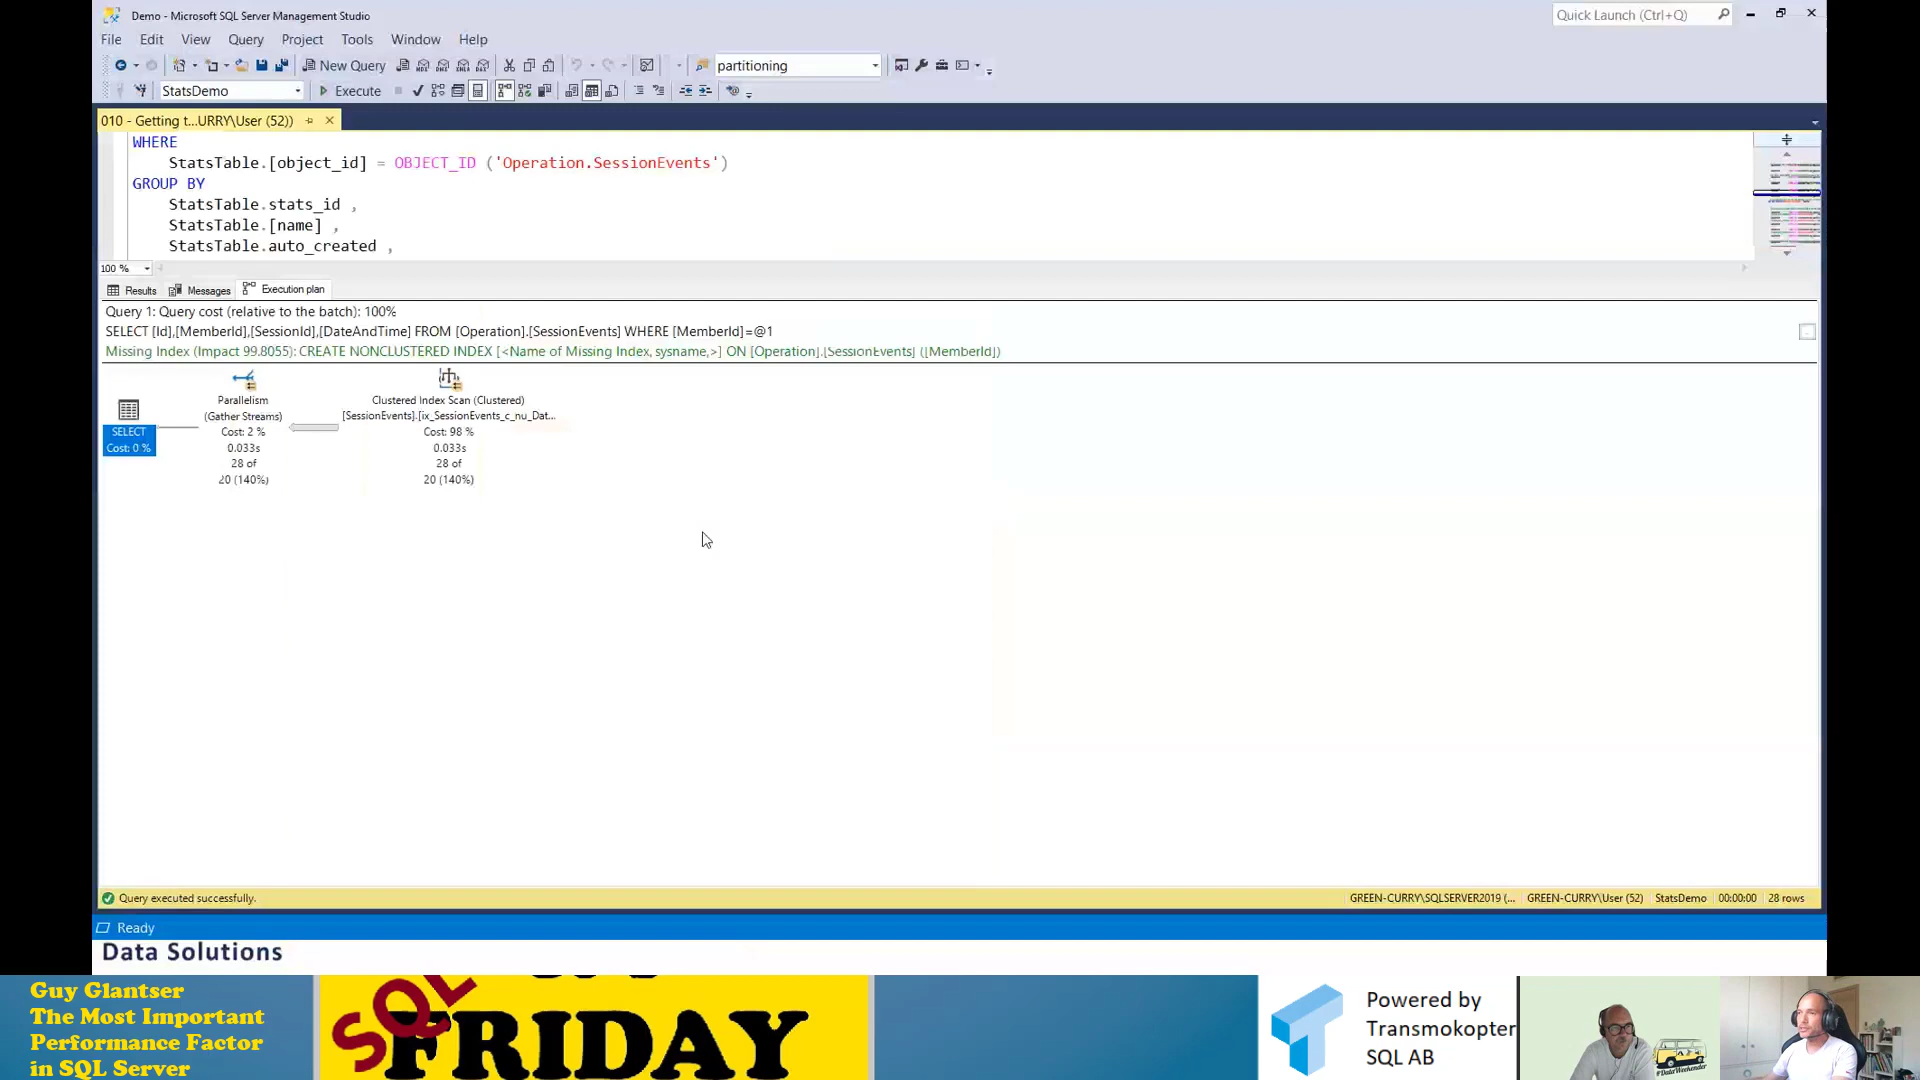 Demo - Microsoft SQL Server Management Studio
Quick Launch (Ctrl+Q)
File Edit View Query Project Tools Window Help
New Query
partitioning
StatsDemo
Execute
010 - Getting t...URRY\User (52))
WHERE
StatsTable.[object_id] = OBJECT_ID ('Operation.SessionEvents')
GROUP BY
StatsTable.stats_id ,
StatsTable.[name] ,
StatsTable.auto_created ,
100 %
Results Messages Execution plan
Query 1: Query cost (relative to the batch): 100%
SELECT [Id],[MemberId],[SessionId],[DateAndTime] FROM [Operation].[SessionEvents] WHERE [MemberId]=@1
Missing Index (Impact 99.8055): CREATE NONCLUSTERED INDEX [<Name of Missing Index, sysname,>] ON [Operation].[SessionEvents] ([MemberId])
SELECT
Cost: 0 %
Parallelism
(Gather Streams)
Cost: 2 %
0.033s
28 of
20 (140%)
Clustered Index Scan (Clustered)
[SessionEvents].[ix_SessionEvents_c_nu_Dat...
Cost: 98 %
0.033s
28 of
20 (140%)
Query executed successfully.
GREEN-CURRY\SQLSERVER2019 (... GREEN-CURRY\User (52) StatsDemo 00:00:00 28 rows
Ready
Data Solutions
Guy Glantser
The Most Important
Performance Factor
in SQL Server
SQL
FRIDAY
Powered by
Transmokopter
SQL AB
#DataWeekender